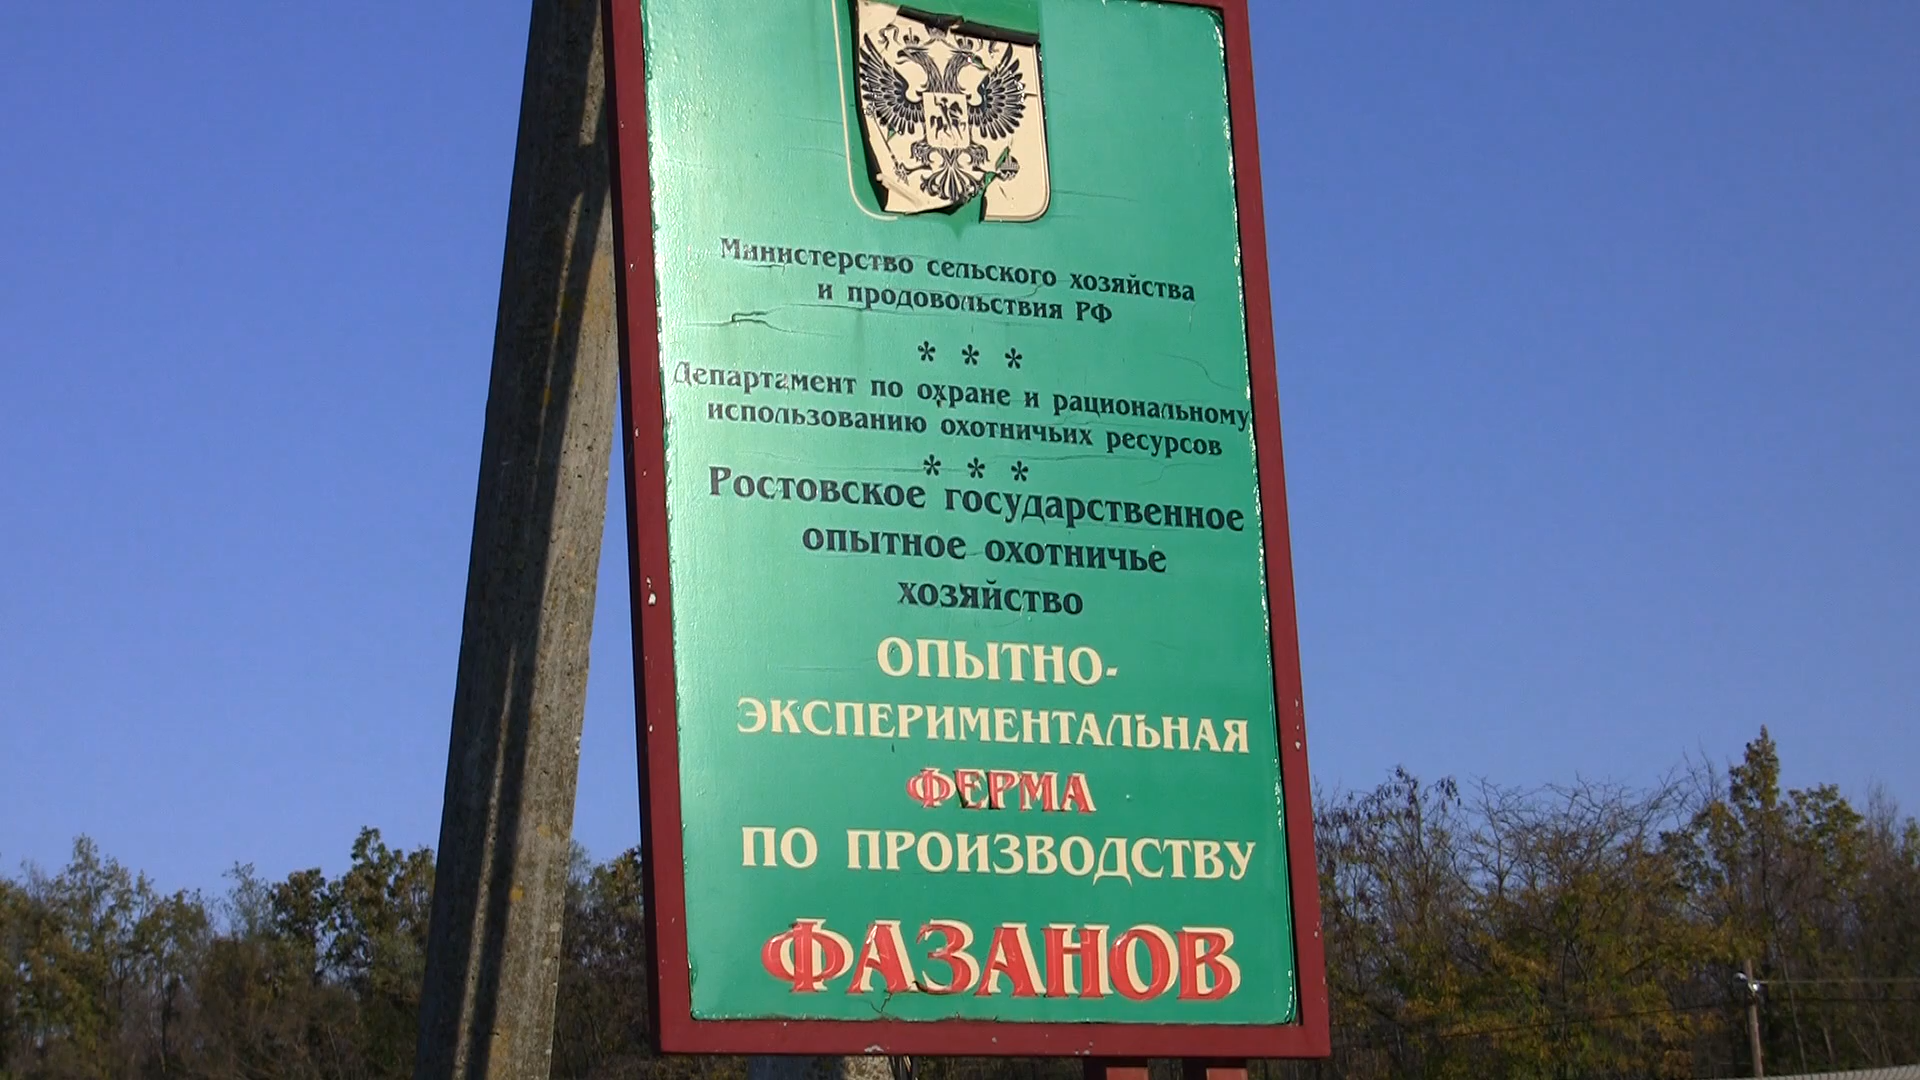 Министерство сельского хозяйства
и продовольствия РФ
* * *
Департамент по охране и рациональному
использованию охотничьих ресурсов
* * *
Ростовское государственное
опытное охотничье
хозяйство
ОПЫТНО-
ЭКСПЕРИМЕНТАЛЬНАЯ
ФЕРМА
ПО ПРОИЗВОДСТВУ
ФАЗАНОВ